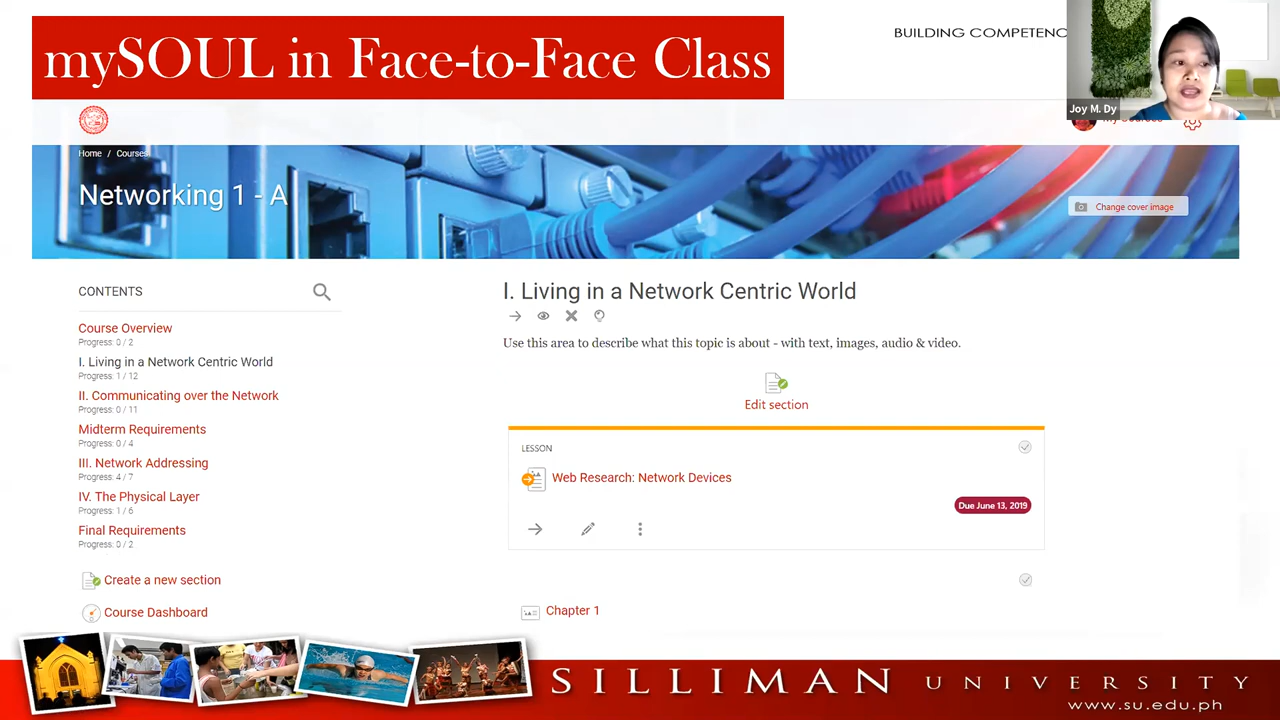 mySOUL in Face-to-Face Class
BUILDING COMPETENC
Joy M. Dy
My Courses
Home / Courses
Networking 1 - A
Change cover image
CONTENTS
Course Overview
Progress: 0 / 2
I. Living in a Network Centric World
Progress: 1 / 12
II. Communicating over the Network
Progress: 0 / 11
Midterm Requirements
Progress: 0 / 4
III. Network Addressing
Progress: 4 / 7
IV. The Physical Layer
Progress: 1 / 6
Final Requirements
Progress: 0 / 2
Create a new section
Course Dashboard
I. Living in a Network Centric World
Use this area to describe what this topic is about - with text, images, audio & video.
Edit section
LESSON
Web Research: Network Devices
Due June 13, 2019
Chapter 1
SILLIMAN UNIVERSITY
www.su.edu.ph